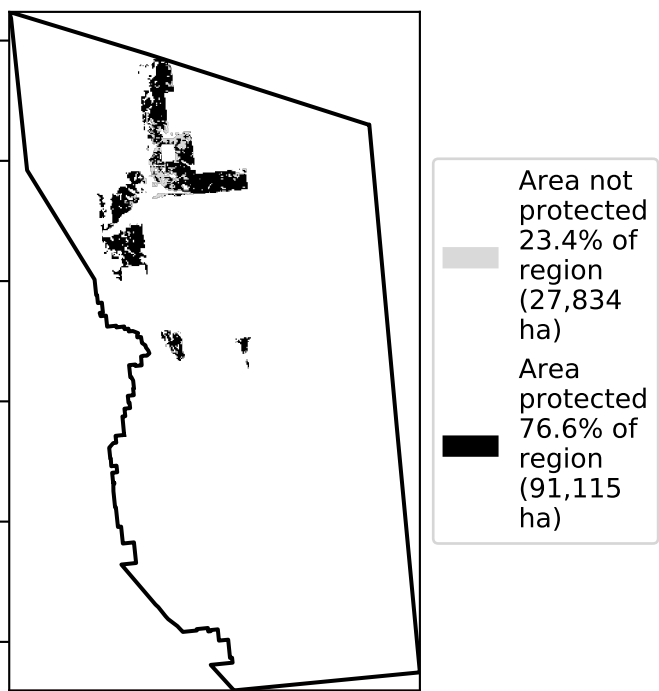 Area not
protected
23.4% of
region
(27,834
ha)
Area
protected
76.6% of
region
(91,115
ha)